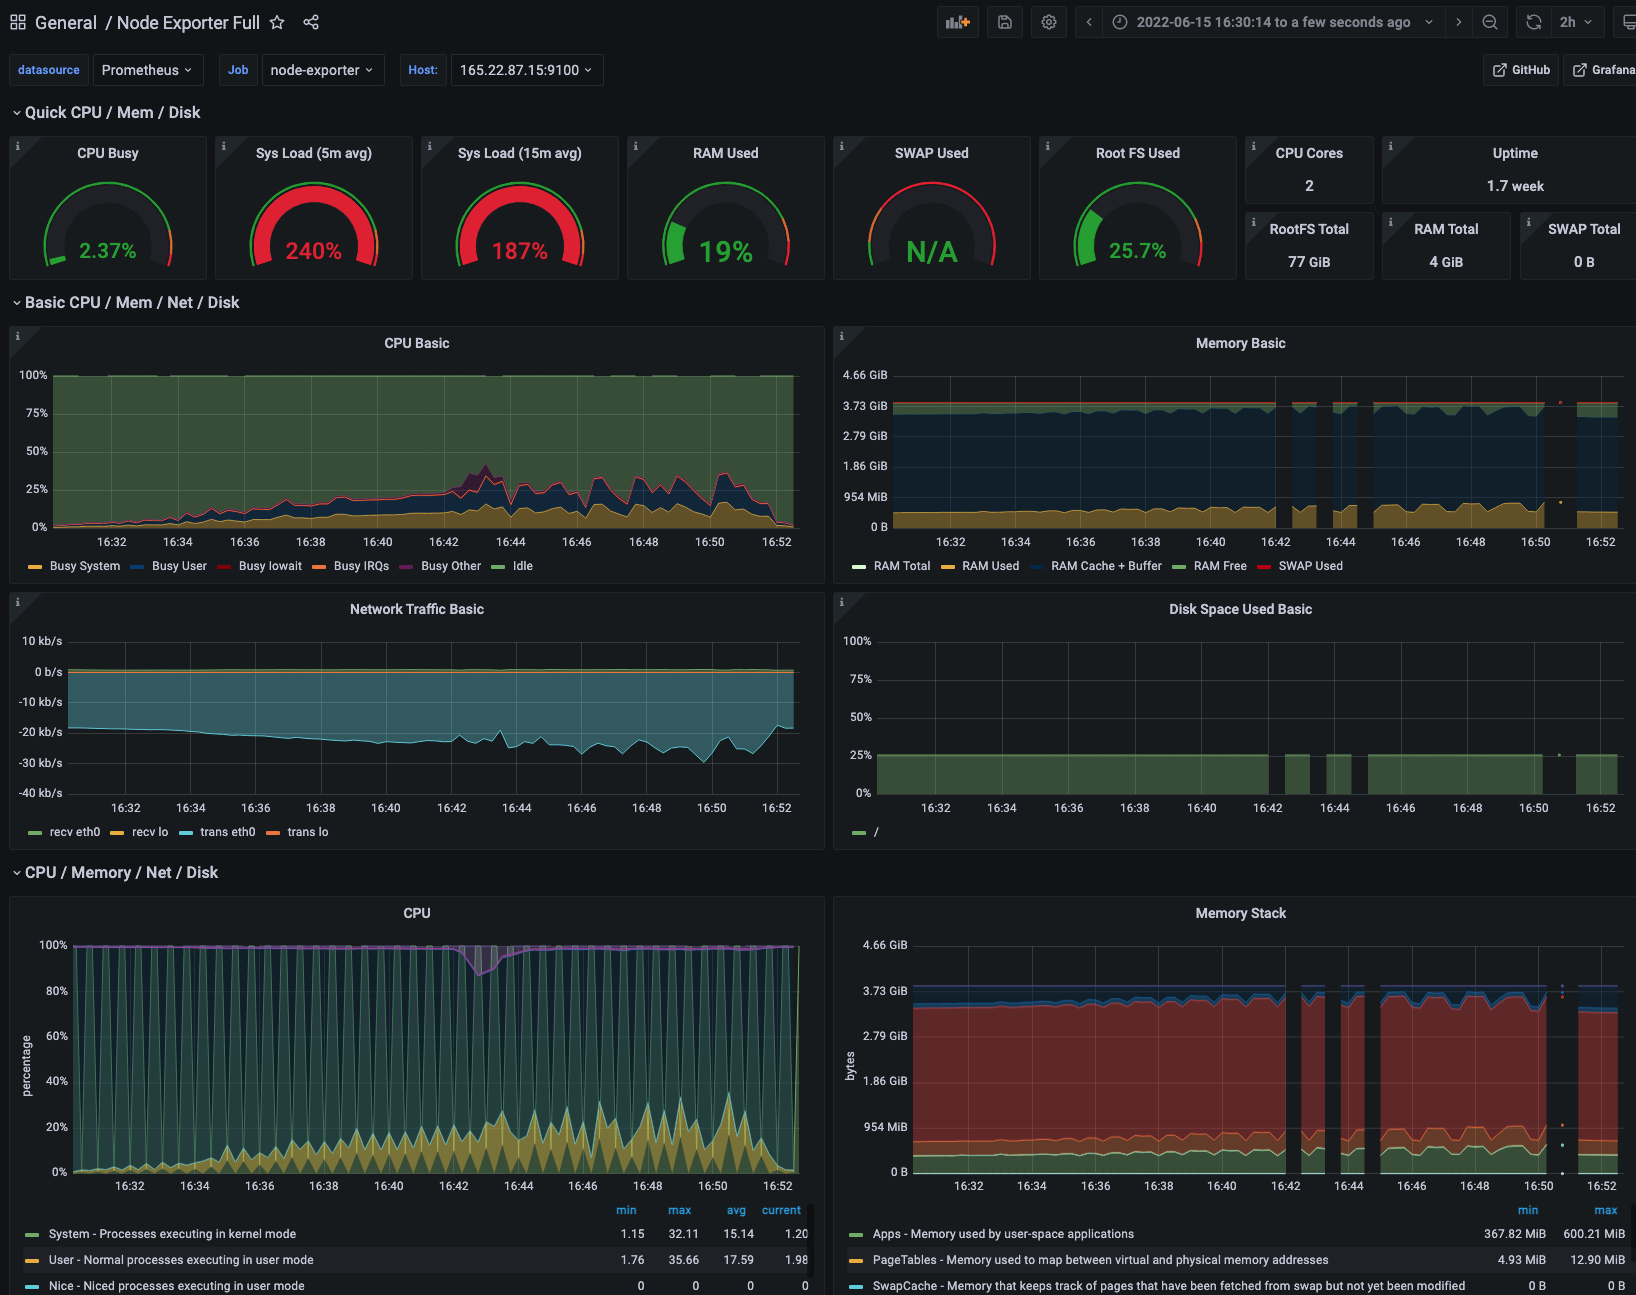 General / Node Exporter Full
2022-06-15 16:30:14 to a few seconds ago
2h
datasource Prometheus Job node-exporter Host: 165.22.87.15:9100
GitHub Grafana
Quick CPU / Mem / Disk
CPU Busy
2.37%
Sys Load (5m avg)
240%
Sys Load (15m avg)
187%
RAM Used
19%
SWAP Used
N/A
Root FS Used
25.7%
CPU Cores
2
Uptime
1.7 week
RootFS Total
77 GiB
RAM Total
4 GiB
SWAP Total
0 B
Basic CPU / Mem / Net / Disk
CPU Basic
100%
75%
50%
25%
0%
16:32 16:34 16:36 16:38 16:40 16:42 16:44 16:46 16:48 16:50 16:52
Busy System Busy User Busy Iowait Busy IRQs Busy Other Idle
Memory Basic
4.66 GiB
3.73 GiB
2.79 GiB
1.86 GiB
954 MiB
0 B
16:32 16:34 16:36 16:38 16:40 16:42 16:44 16:46 16:48 16:50 16:52
RAM Total RAM Used RAM Cache + Buffer RAM Free SWAP Used
Network Traffic Basic
10 kb/s
0 b/s
-10 kb/s
-20 kb/s
-30 kb/s
-40 kb/s
16:32 16:34 16:36 16:38 16:40 16:42 16:44 16:46 16:48 16:50 16:52
recv eth0 recv lo trans eth0 trans lo
Disk Space Used Basic
100%
75%
50%
25%
0%
16:32 16:34 16:36 16:38 16:40 16:42 16:44 16:46 16:48 16:50 16:52
/
CPU / Memory / Net / Disk
CPU
percentage
100%
80%
60%
40%
20%
0%
16:32 16:34 16:36 16:38 16:40 16:42 16:44 16:46 16:48 16:50 16:52
min max avg current
System - Processes executing in kernel mode 1.15 32.11 15.14 1.20
User - Normal processes executing in user mode 1.76 35.66 17.59 1.98
Nice - Niced processes executing in user mode 0 0 0 0
Memory Stack
bytes
4.66 GiB
3.73 GiB
2.79 GiB
1.86 GiB
954 MiB
0 B
16:32 16:34 16:36 16:38 16:40 16:42 16:44 16:46 16:48 16:50 16:52
min max
Apps - Memory used by user-space applications 367.82 MiB 600.21 MiB
PageTables - Memory used to map between virtual and physical memory addresses 4.93 MiB 12.90 MiB
SwapCache - Memory that keeps track of pages that have been fetched from swap but not yet been modified 0 B 0 B